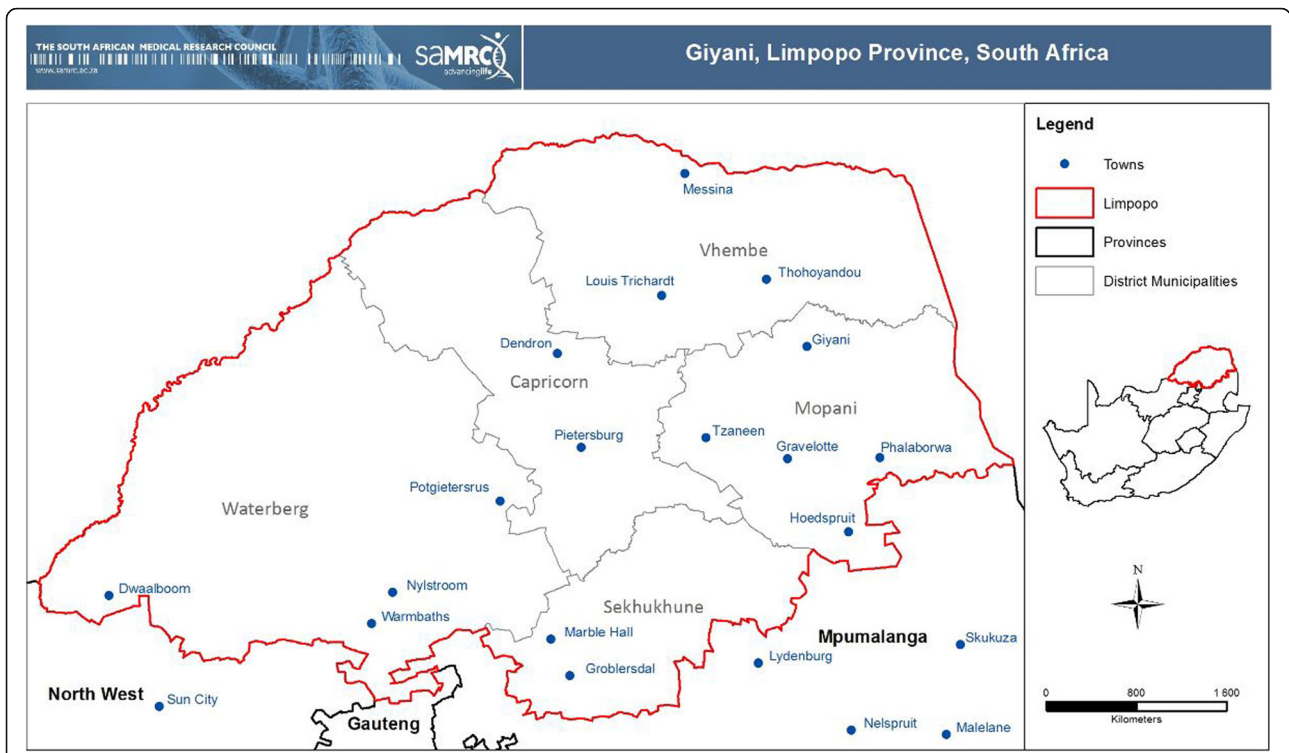 THE SOUTH AFRICAN MEDICAL RESEARCH COUNCIL
www.samrc.ac.za
saMRC
advancinglife
Giyani, Limpopo Province, South Africa
Legend
Towns
Limpopo
Provinces
District Municipalities
Messina
Vhembe
Louis Trichardt
Thohoyandou
Dendron
Giyani
Capricorn
Mopani
Pietersburg
Tzaneen
Gravelotte
Phalaborwa
Potgietersrus
Waterberg
Hoedspruit
Dwaalboom
Nylstroom
Warmbaths
Sekhukhune
Marble Hall
Groblersdal
Mpumalanga
Lydenburg
Skukuza
North West
Sun City
Gauteng
Nelspruit
Malelane
N
0 800 1 600
Kilometers